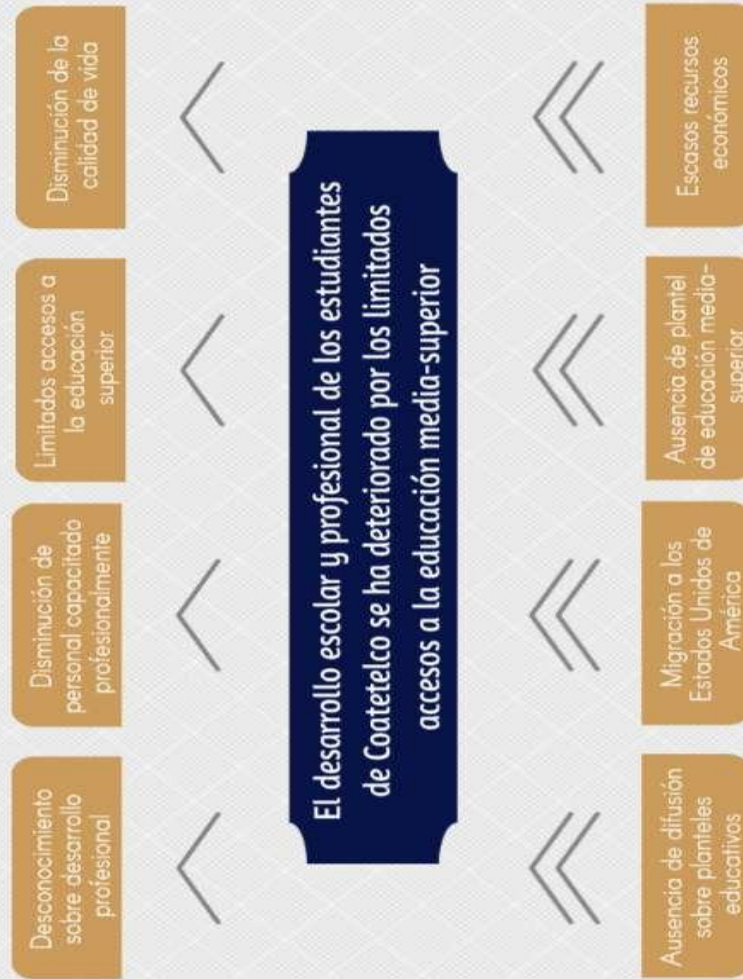 Desconocimiento
sobre desarrollo
profesional
Disminución de
personal capacitado
profesionalmente
Limitados accesos a
la educación
superior
Disminución de la
calidad de vida
El desarrollo escolar y profesional de los estudiantes
de Coatetelco se ha deteriorado por los limitados
accesos a la educación media-superior
Ausencia de difusión
sobre planteles
educativos
Migración a los
Estados Unidos de
América
Ausencia de plantel
de educación media-
superior
Escasos recursos
económicos